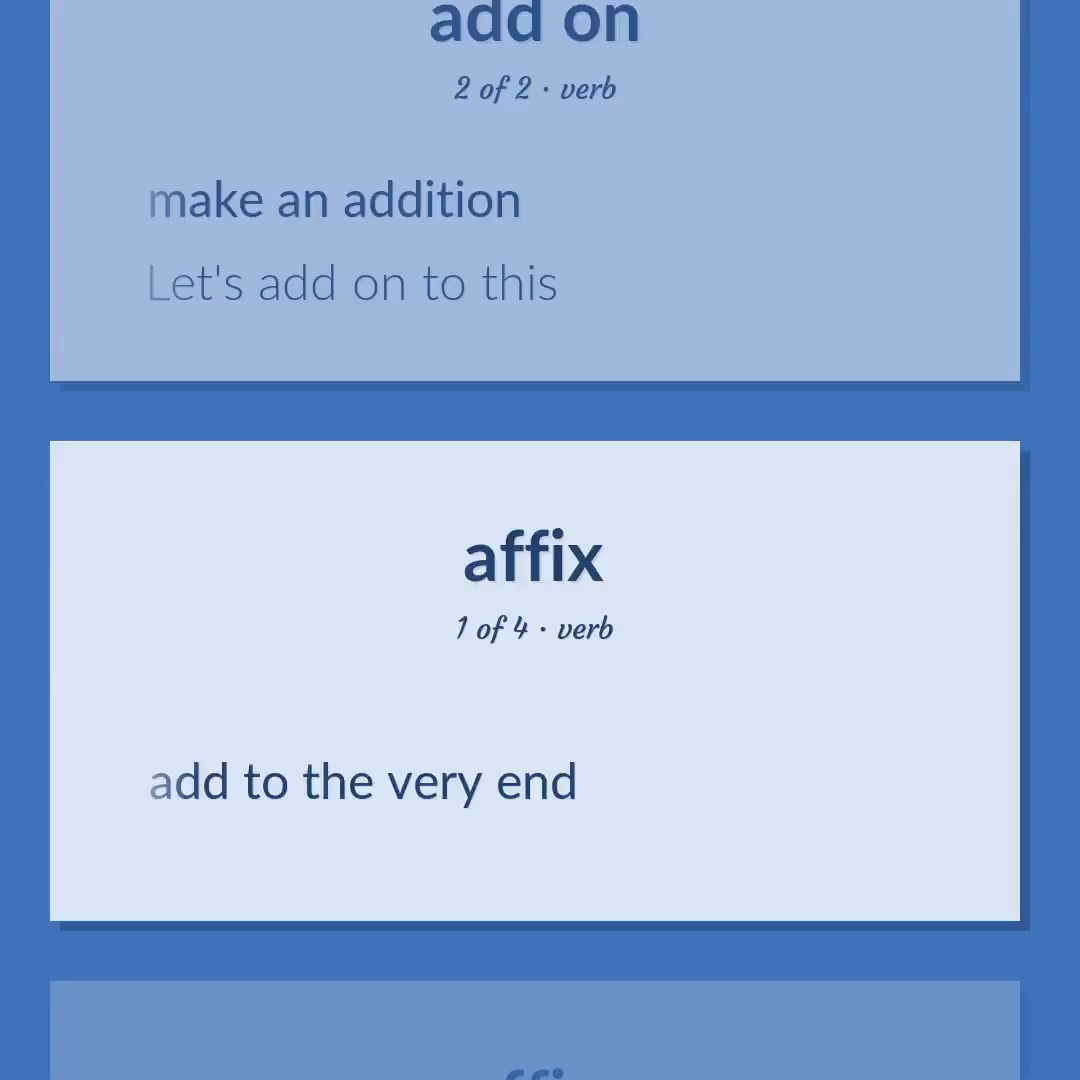 add on
2 of 2 · verb
make an addition
Let's add on to this
affix
1 of 4 · verb
add to the very end